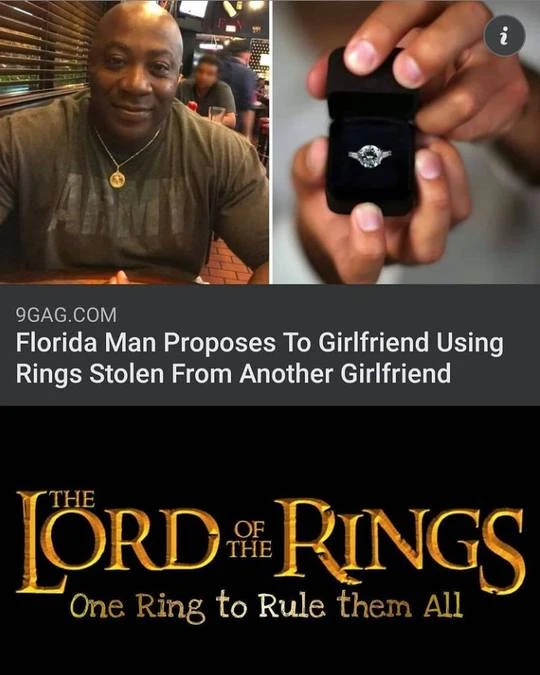 ARMY
i
9GAG.COM
Florida Man Proposes To Girlfriend Using
Rings Stolen From Another Girlfriend
THE
LORD OF THE RINGS
One Ring to Rule them All